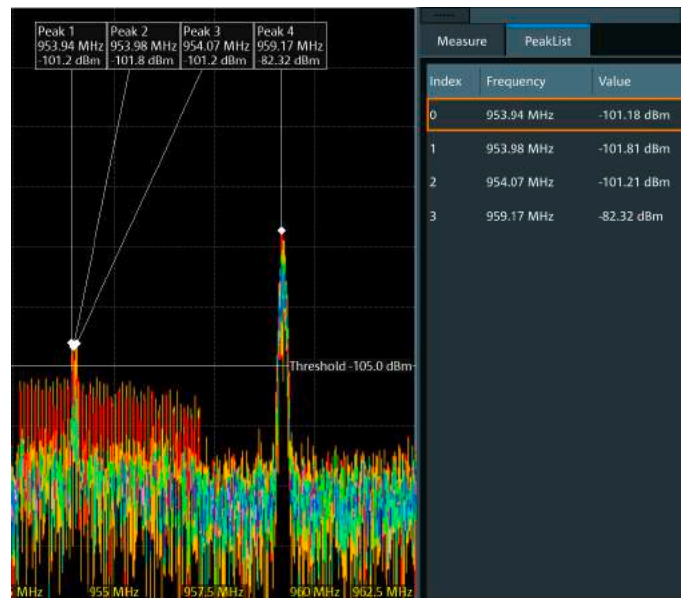 Peak 1 Peak 2 Peak 3 Peak 4
953.94 MHz 953.98 MHz 954.07 MHz 959.17 MHz
-101.2 dBm -101.8 dBm -101.2 dBm -82.32 dBm
Threshold -105.0 dBm
MHz 955 MHz 957.5 MHz 960 MHz 962.5 MHz
Measure PeakList
Index Frequency Value
0 953.94 MHz -101.18 dBm
1 953.98 MHz -101.81 dBm
2 954.07 MHz -101.21 dBm
3 959.17 MHz -82.32 dBm